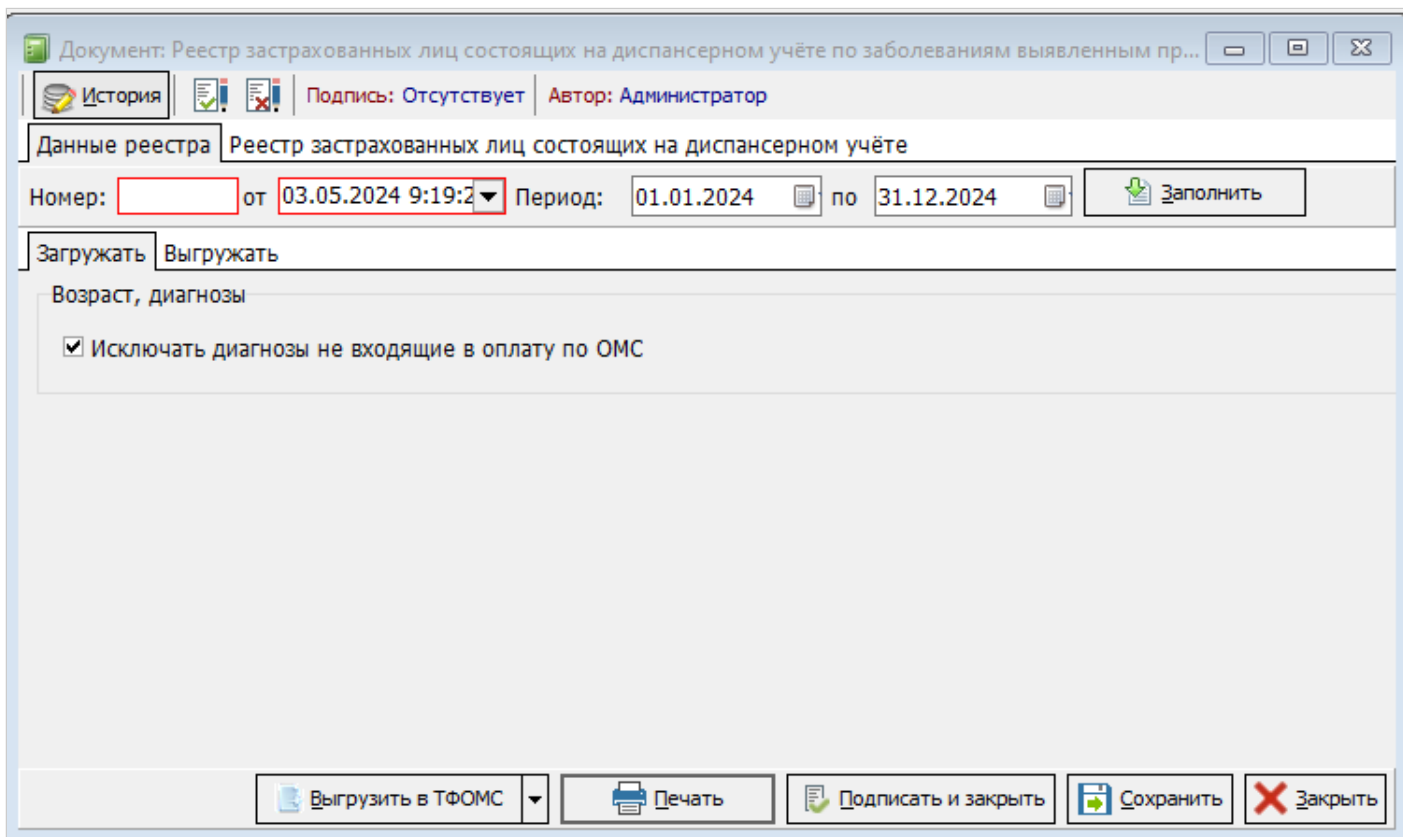 Документ: Реестр застрахованных лиц состоящих на диспансерном учёте по заболеваниям выявленным пр...
История Подпись: Отсутствует Автор: Администратор
Данные реестра Реестр застрахованных лиц состоящих на диспансерном учёте
Номер: от 03.05.2024 9:19:2 Период: 01.01.2024 по 31.12.2024 Заполнить
Загружать Выгружать
Возраст, диагнозы
Исключать диагнозы не входящие в оплату по ОМС
Выгрузить в ТФОМС Печать Подписать и закрыть Сохранить Закрыть